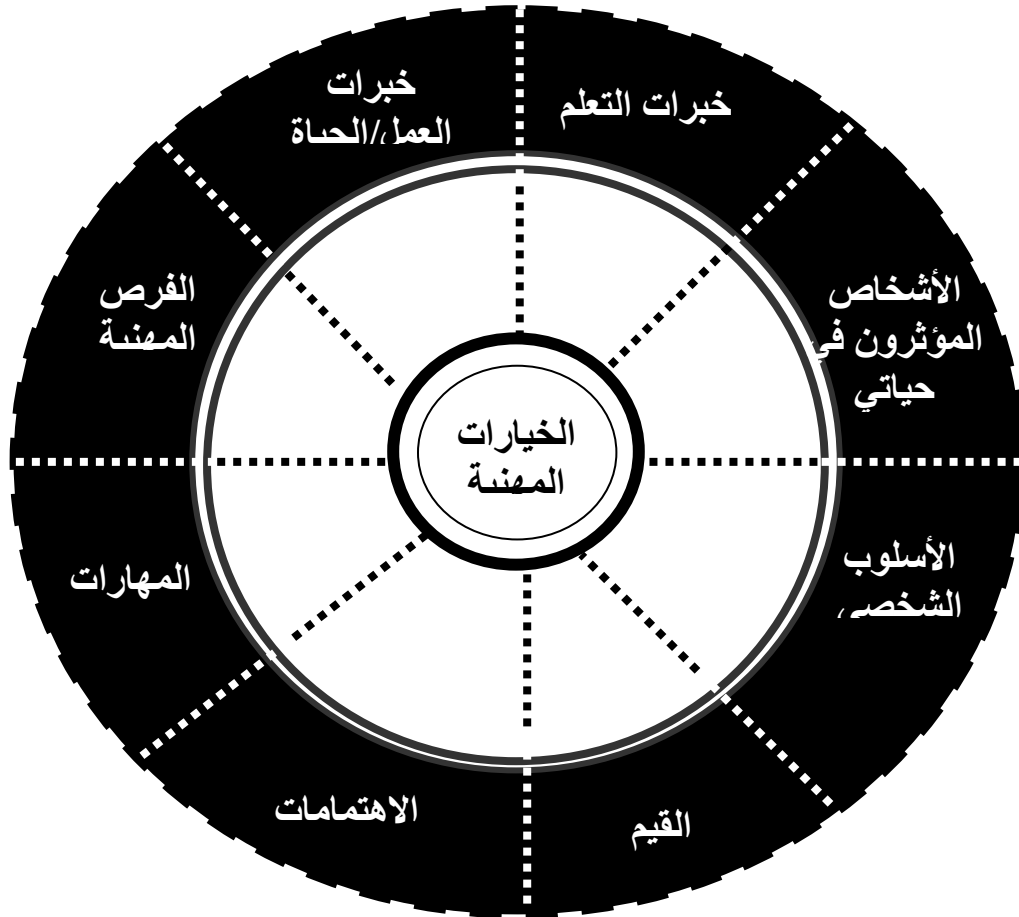 خبرات التعلم
خبرات
العمل/الحياة
الأشخاص
المؤثرون في
حياتي
الفرص
المهنية
الخيارات
المهنية
الأسلوب
الشخصي
المهارات
الاهتمامات
القيم